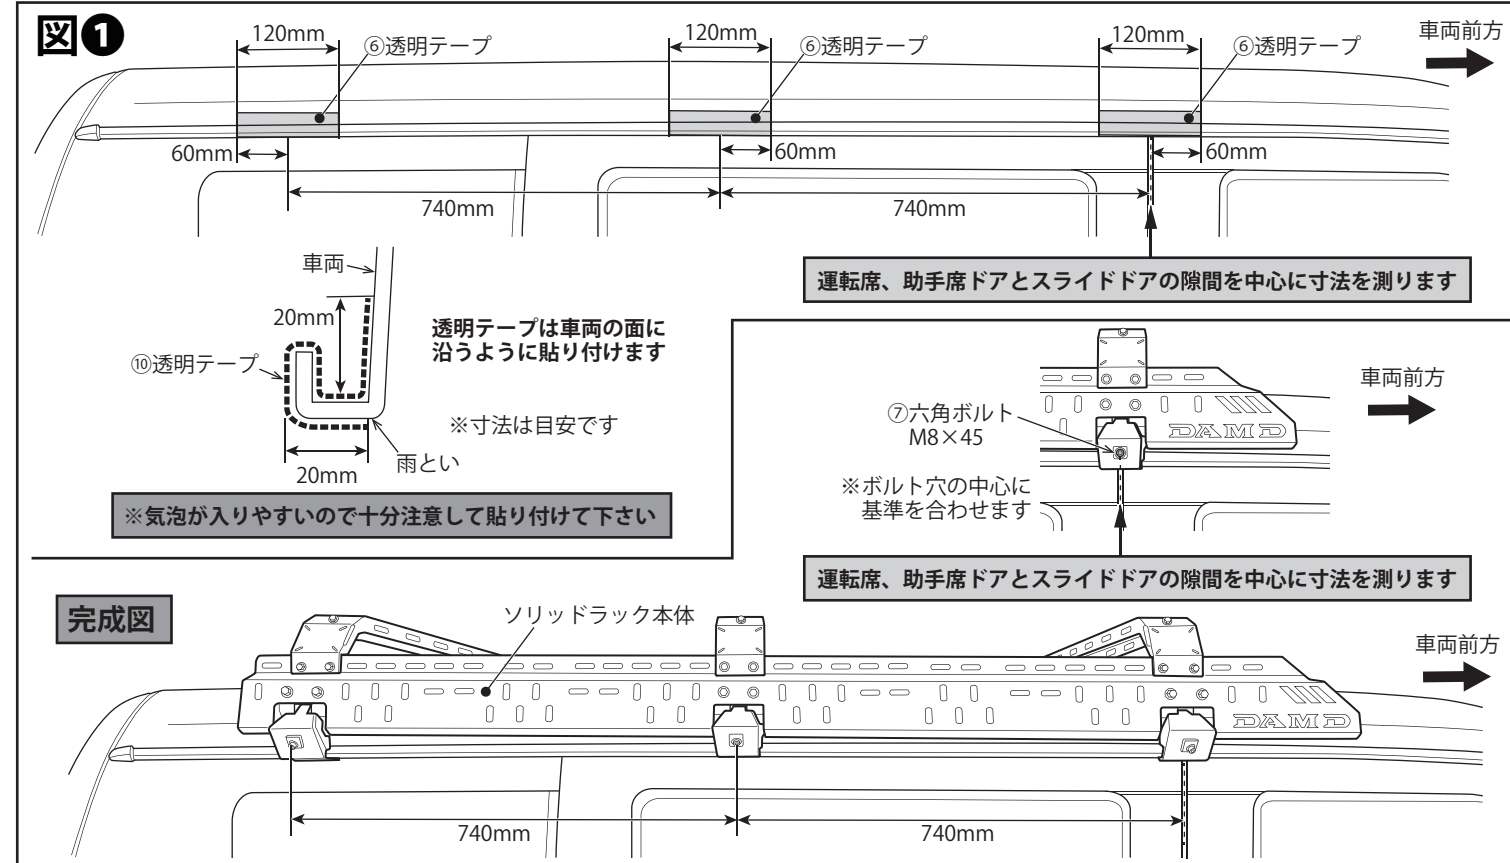 図❶
120mm
⑥透明テープ
120mm
⑥透明テープ
120mm
⑥透明テープ
車両前方
60mm
60mm
60mm
740mm
740mm
運転席、助手席ドアとスライドドアの隙間を中心に寸法を測ります
車両
20mm
⑩透明テープ
透明テープは車両の面に
沿うように貼り付けます
※寸法は目安です
雨とい
20mm
※気泡が入りやすいので十分注意して貼り付けて下さい
車両前方
⑦六角ボルト
M8×45
DAMD
※ボルト穴の中心に
基準を合わせます
運転席、助手席ドアとスライドドアの隙間を中心に寸法を測ります
完成図
ソリッドラック本体
車両前方
DAMD
740mm
740mm